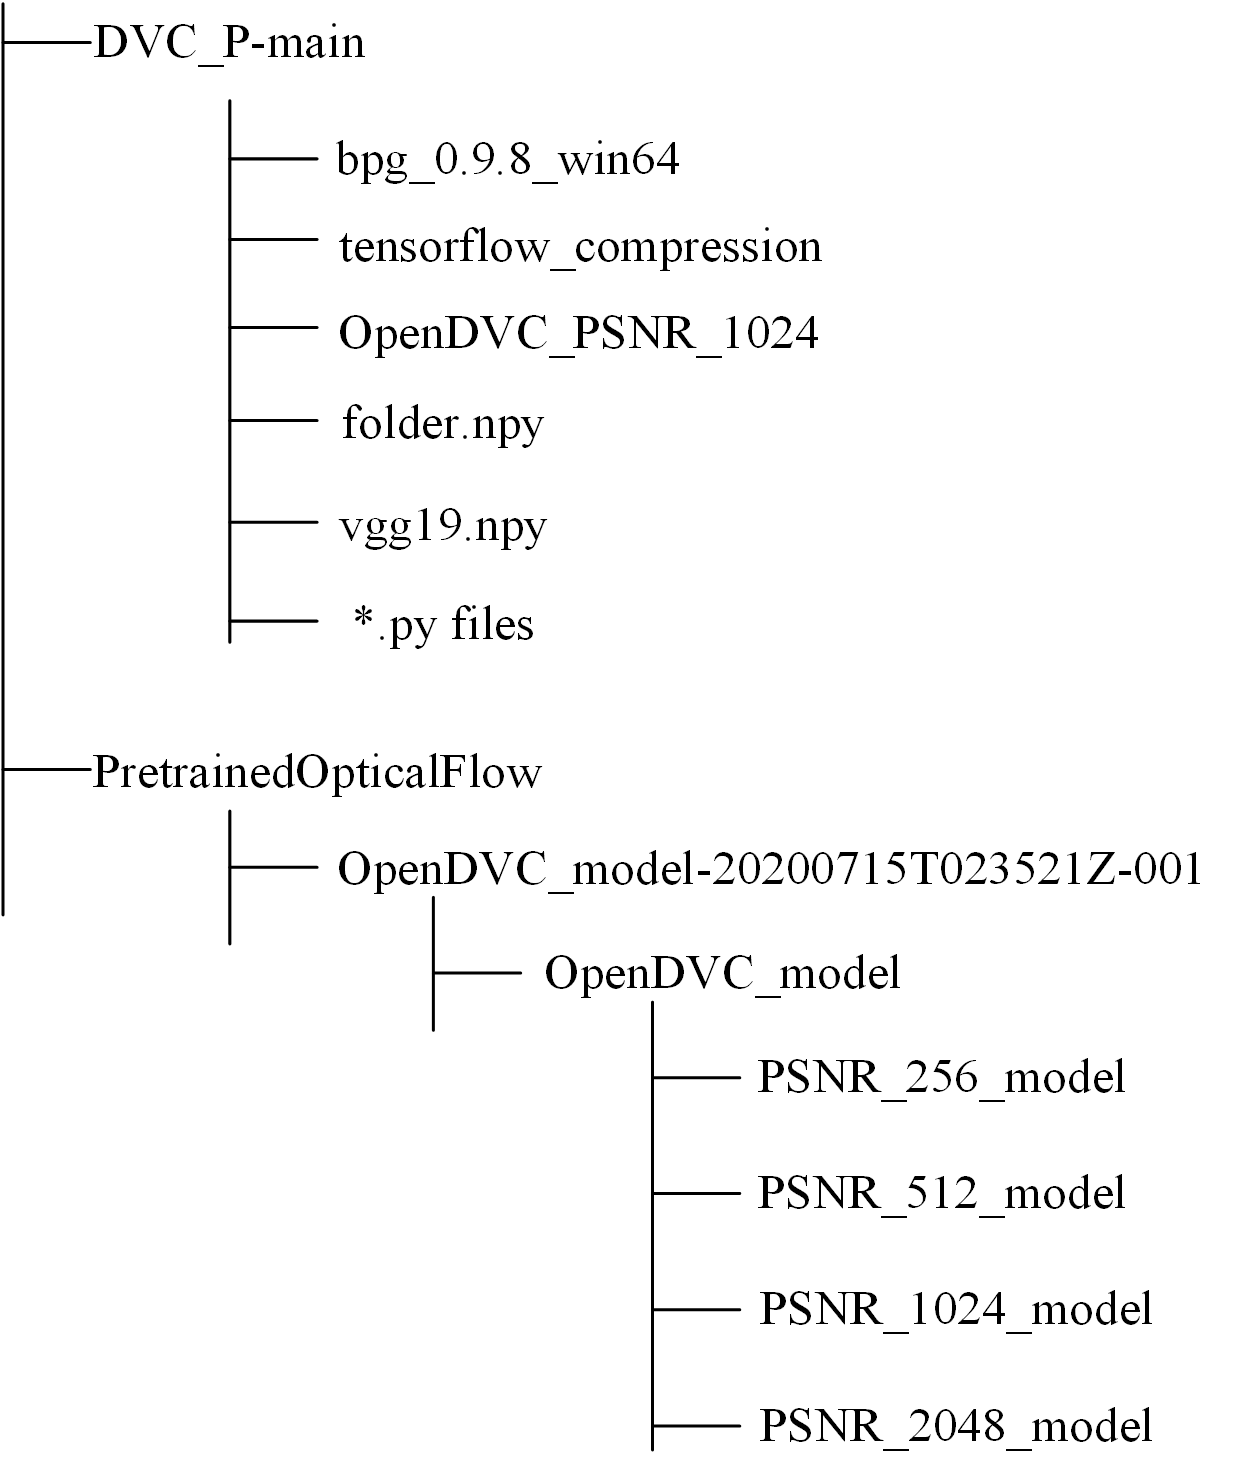 DVC_P-main
bpg_0.9.8_win64
tensorflow_compression
OpenDVC_PSNR_1024
folder.npy
vgg19.npy
*.py files
PretrainedOpticalFlow
OpenDVC_model-20200715T023521Z-001
OpenDVC_model
PSNR_256_model
PSNR_512_model
PSNR_1024_model
PSNR_2048_model